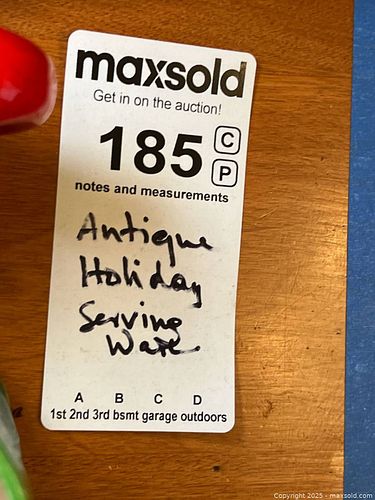 maxsold
Get in on the auction!
185 C
P
notes and measurements
Antique
Holiday
Serving
Ware
A B C D
1st 2nd 3rd bsmt garage outdoors
Copyright © 2025 - maxsold.com